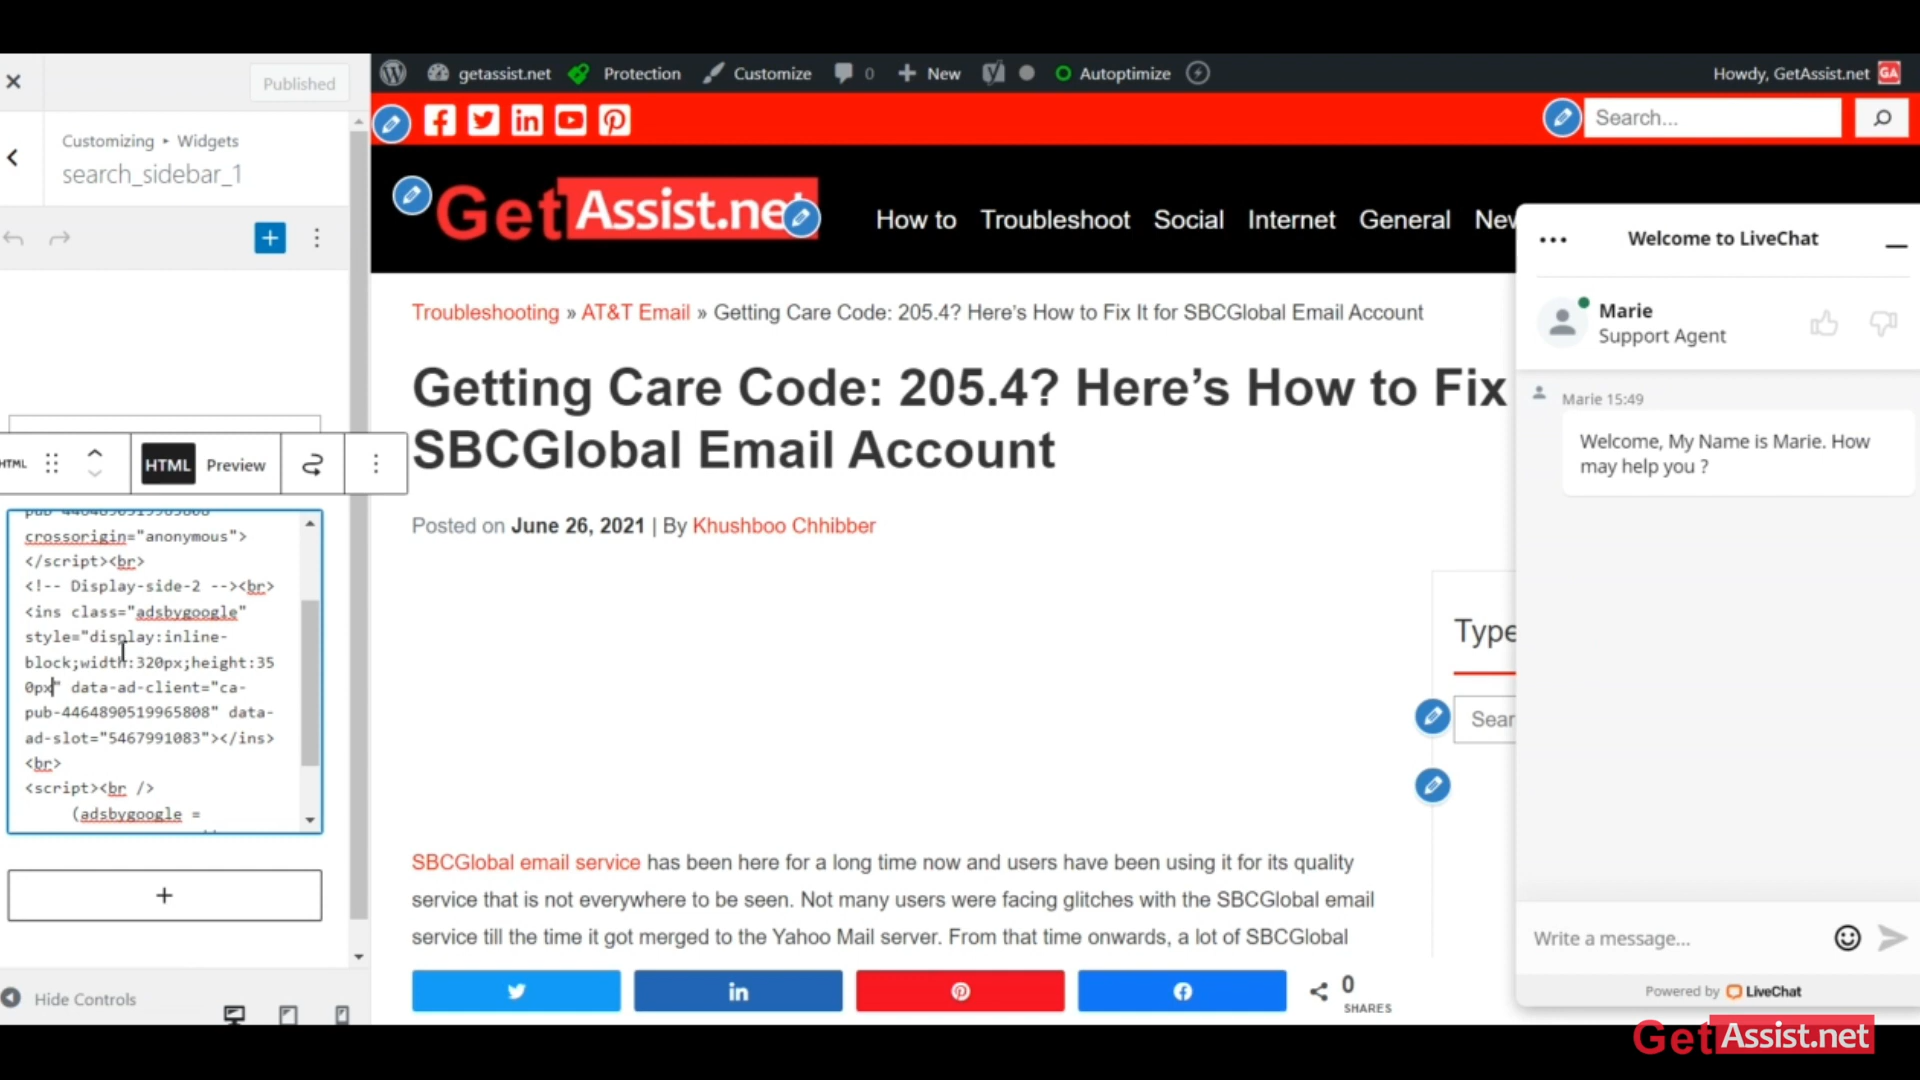 Published
getassist.net
Protection
Customize
0
New
Autoptimize
Howdy, GetAssist.net
GA
Customizing ▸ Widgets
search_sidebar_1
Search...
GetAssist.net
How to Troubleshoot Social Internet General New
Welcome to LiveChat
Marie
Support Agent
Marie 15:49
Welcome, My Name is Marie. How
may help you ?
Troubleshooting » AT&T Email » Getting Care Code: 205.4? Here’s How to Fix It for SBCGlobal Email Account
Getting Care Code: 205.4? Here’s How to Fix
SBCGlobal Email Account
Posted on June 26, 2021 | By Khushboo Chhibber
HTML
HTML Preview
pub-4464890519965808
crossorigin="anonymous">
</script><br>
<!-- Display-side-2 --><br>
<ins class="adsbygoogle"
style="display:inline-
block;width:320px;height:35
0px" data-ad-client="ca-
pub-4464890519965808" data-
ad-slot="5467991083"></ins>
<br>
<script><br />
(adsbygoogle =
Type
Sear
SBCGlobal email service has been here for a long time now and users have been using it for its quality
service that is not everywhere to be seen. Not many users were facing glitches with the SBCGlobal email
service till the time it got merged to the Yahoo Mail server. From that time onwards, a lot of SBCGlobal
0
SHARES
Hide Controls
Write a message...
Powered by LiveChat
GetAssist.net